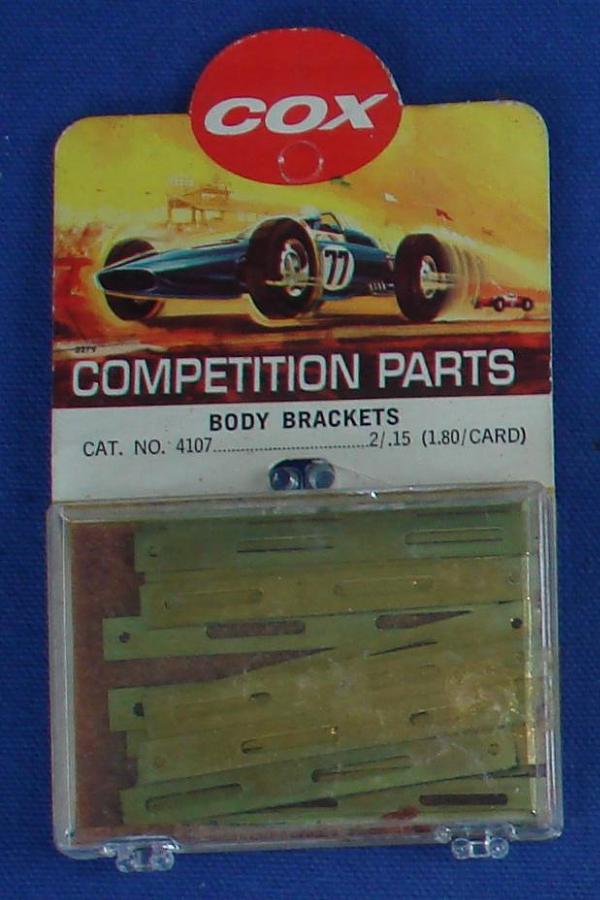 COX
77
COMPETITION PARTS
BODY BRACKETS
CAT. NO. 4107........................2/.15 (1.80/CARD)